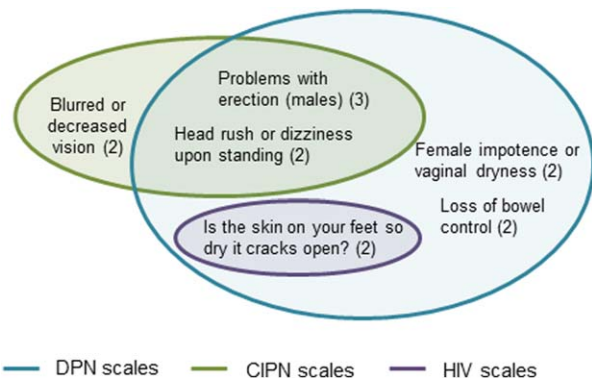 Problems with
erection (males) (3)
Blurred or
decreased
vision (2)
Head rush or dizziness
upon standing (2)
Female impotence or
vaginal dryness (2)
Loss of bowel
control (2)
Is the skin on your feet so
dry it cracks open? (2)
DPN scales
CIPN scales
HIV scales